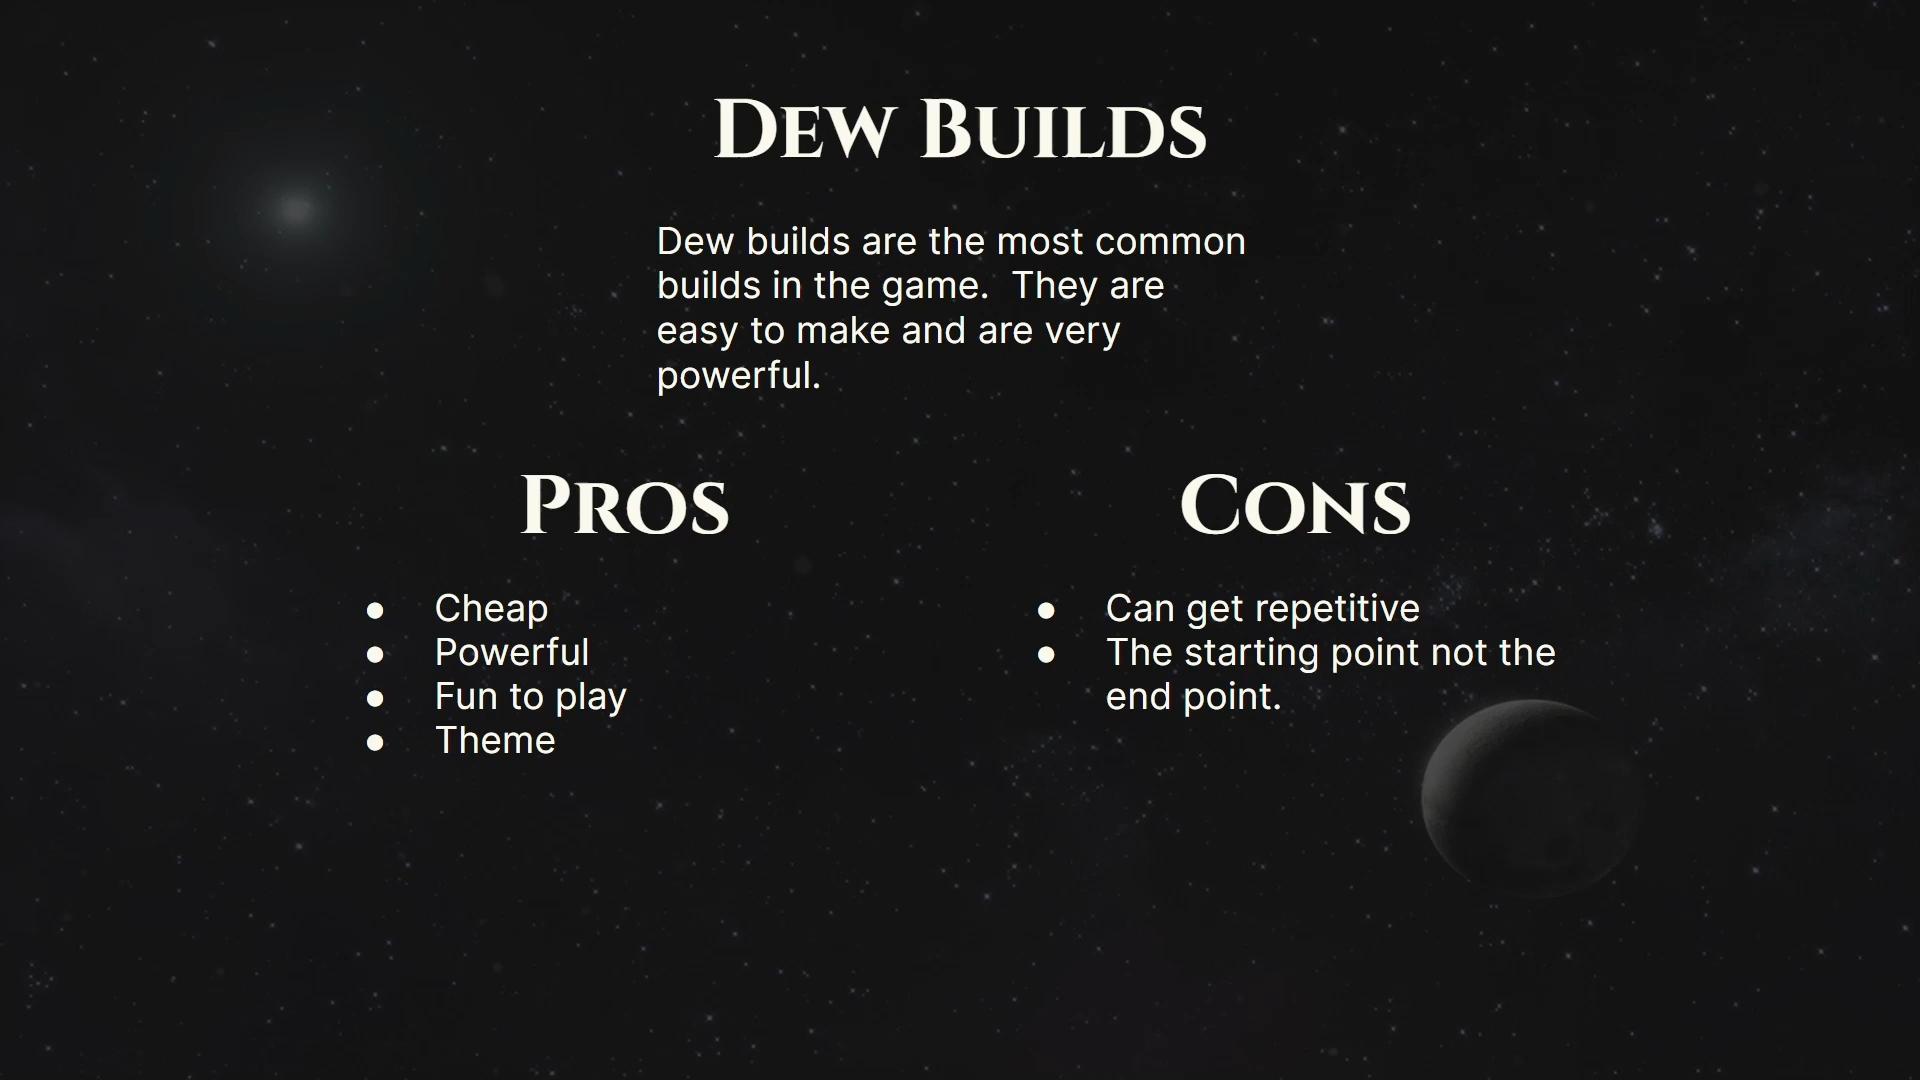 Dew Builds
Dew builds are the most common
builds in the game.  They are
easy to make and are very
powerful.
Pros
● Cheap
● Powerful
● Fun to play
● Theme
Cons
● Can get repetitive
● The starting point not the
end point.